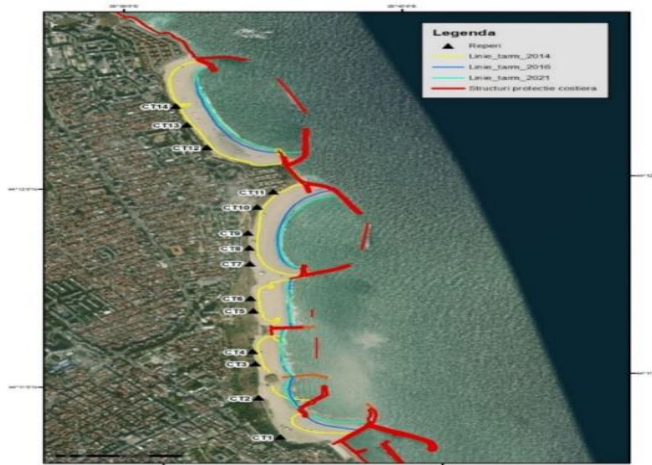 Legenda
Reperi
Linie_tarm_2014
Linie_tarm_2016
Linie_tarm_2021
Structuri protectie costiera
CT14
CT13
CT12
CT11
CT10
CT9
CT8
CT7
CT6
CT5
CT4
CT3
CT2
CT1